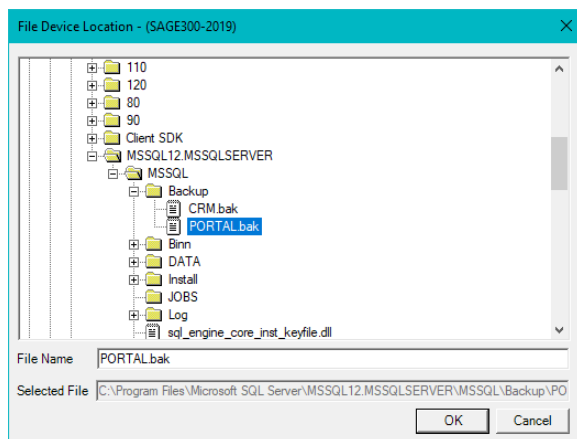 File Device Location - (SAGE300-2019)
110
120
80
90
Client SDK
MSSQL12.MSSQLSERVER
MSSQL
Backup
CRM.bak
PORTAL.bak
Binn
DATA
Install
JOBS
Log
sql_engine_core_inst_keyfile.dll
File Name PORTAL.bak
Selected File C:\Program Files\Microsoft SQL Server\MSSQL12.MSSQLSERVER\MSSQL\Backup\PO
OK Cancel